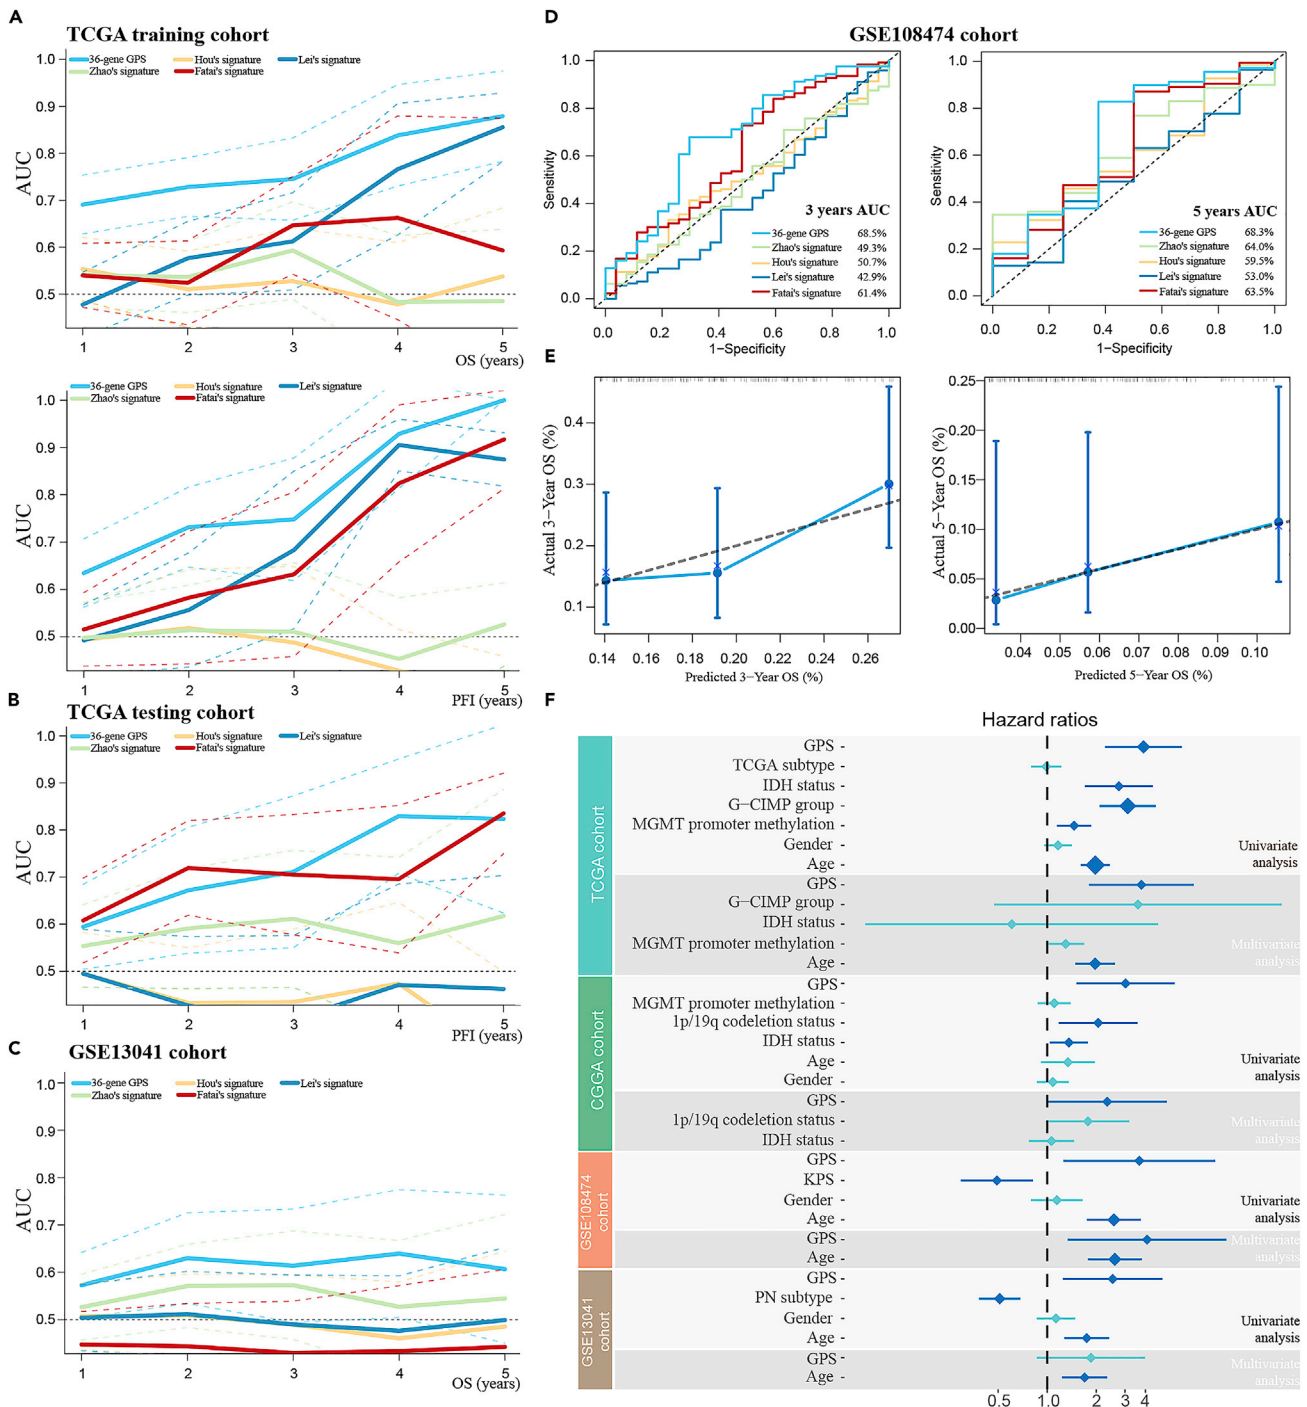 A
TCGA training cohort
36-gene GPS Hou's signature Lei's signature
Zhao's signature Fatai's signature
1.0
0.9
0.8
0.7
0.6
0.5
AUC
1 2 3 4 5
OS (years)
36-gene GPS Hou's signature Lei's signature
Zhao's signature Fatai's signature
1.0
0.9
0.8
0.7
0.6
0.5
AUC
1 2 3 4 5
PFI (years)
B
TCGA testing cohort
36-gene GPS Hou's signature Lei's signature
Zhao's signature Fatai's signature
1.0
0.9
0.8
0.7
0.6
0.5
AUC
1 2 3 4 5
PFI (years)
C
GSE13041 cohort
36-gene GPS Hou's signature Lei's signature
Zhao's signature Fatai's signature
1.0
0.9
0.8
0.7
0.6
0.5
AUC
1 2 3 4 5
OS (years)
D
GSE108474 cohort
1.0
0.8
0.6
0.4
0.2
0.0
Sensitivity
3 years AUC
36-gene GPS 68.5%
Zhao's signature 49.3%
Hou's signature 50.7%
Lei's signature 42.9%
Fatai's signature 61.4%
0.0 0.2 0.4 0.6 0.8 1.0
1−Specificity
1.0
0.8
0.6
0.4
0.2
0.0
Sensitivity
5 years AUC
36-gene GPS 68.3%
Zhao's signature 64.0%
Hou's signature 59.5%
Lei's signature 53.0%
Fatai's signature 63.5%
0.0 0.2 0.4 0.6 0.8 1.0
1−Specificity
E
0.4
0.3
0.2
0.1
Actual 3−Year OS (%)
0.14 0.16 0.18 0.20 0.22 0.24 0.26
Predicted 3−Year OS (%)
0.25
0.20
0.15
0.10
0.05
0.00
Actual 5−Year OS (%)
0.04 0.05 0.06 0.07 0.08 0.09 0.10
Predicted 5−Year OS (%)
F
Hazard ratios
TCGA cohort
GPS
TCGA subtype
IDH status
G−CIMP group
MGMT promoter methylation
Gender
Age
Univariate
analysis
GPS
G−CIMP group
IDH status
MGMT promoter methylation
Age
Multivariate
analysis
CGGA cohort
GPS
MGMT promoter methylation
1p/19q codeletion status
IDH status
Age
Gender
Univariate
analysis
GPS
1p/19q codeletion status
IDH status
Multivariate
analysis
GSE108474
cohort
GPS
KPS
Gender
Age
Univariate
analysis
GPS
Age
Multivariate
analysis
GSE13041
cohort
GPS
PN subtype
Gender
Age
Univariate
analysis
GPS
Age
Multivariate
analysis
0.5 1.0 2 3 4